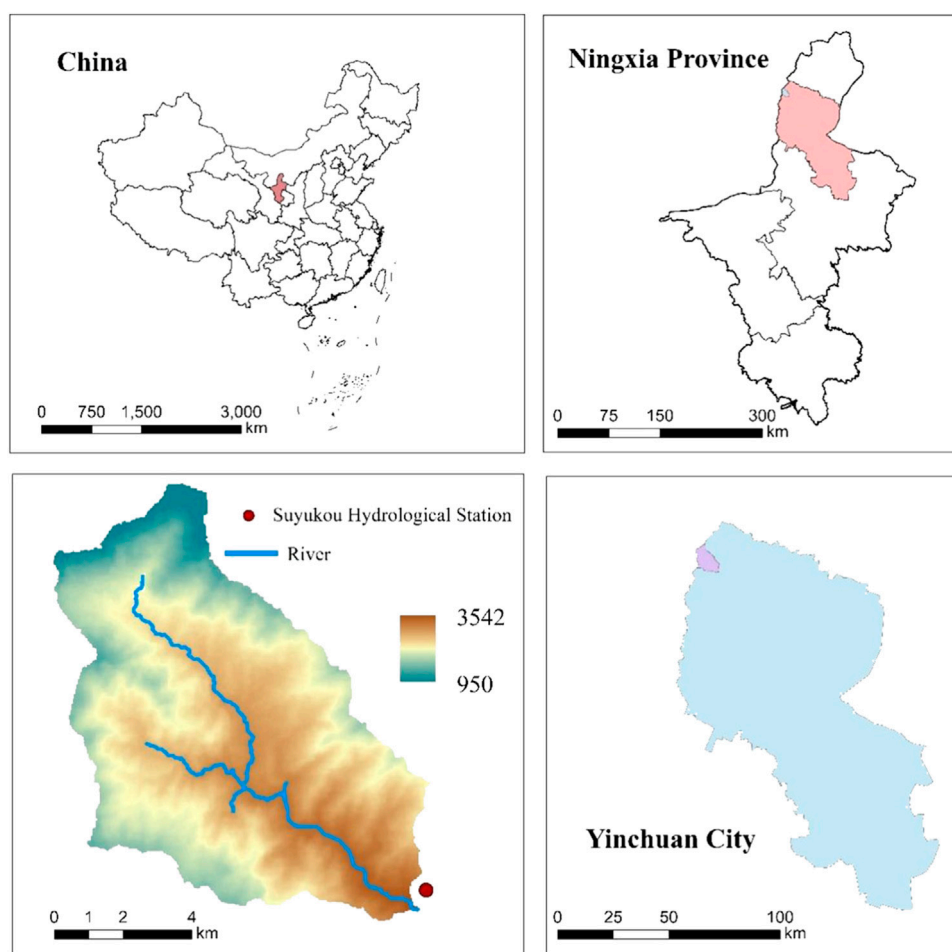 China
0 750 1,500 3,000
km
Ningxia Province
0 75 150 300
km
Suyukou Hydrological Station
River
3542
950
0 1 2 4
km
Yinchuan City
0 25 50 100
km